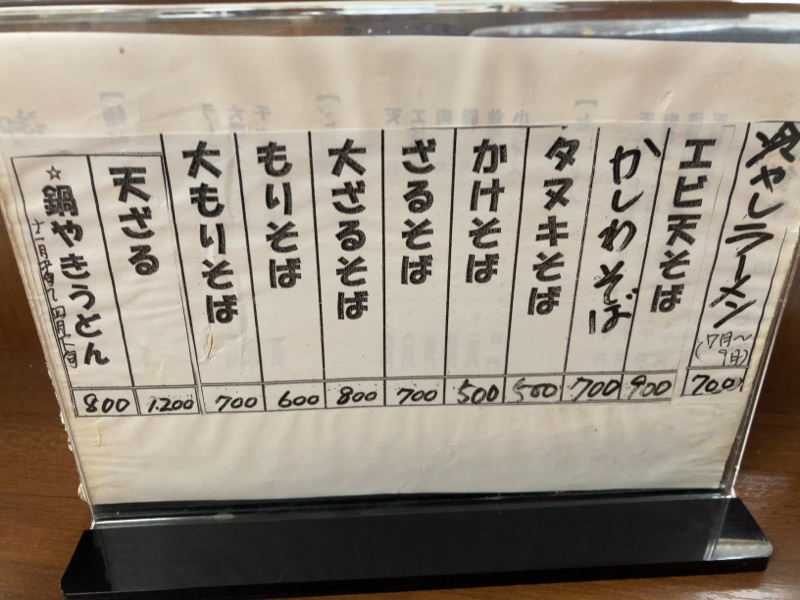 冷やしラーメン
(7月～9月)
700
エビ天そば
900
かしわそば
700
タヌキそば
500
かけそば
500
ざるそば
700
大ざるそば
800
もりそば
600
大もりそば
700
天ざる
1.200
☆鍋やきうどん
800